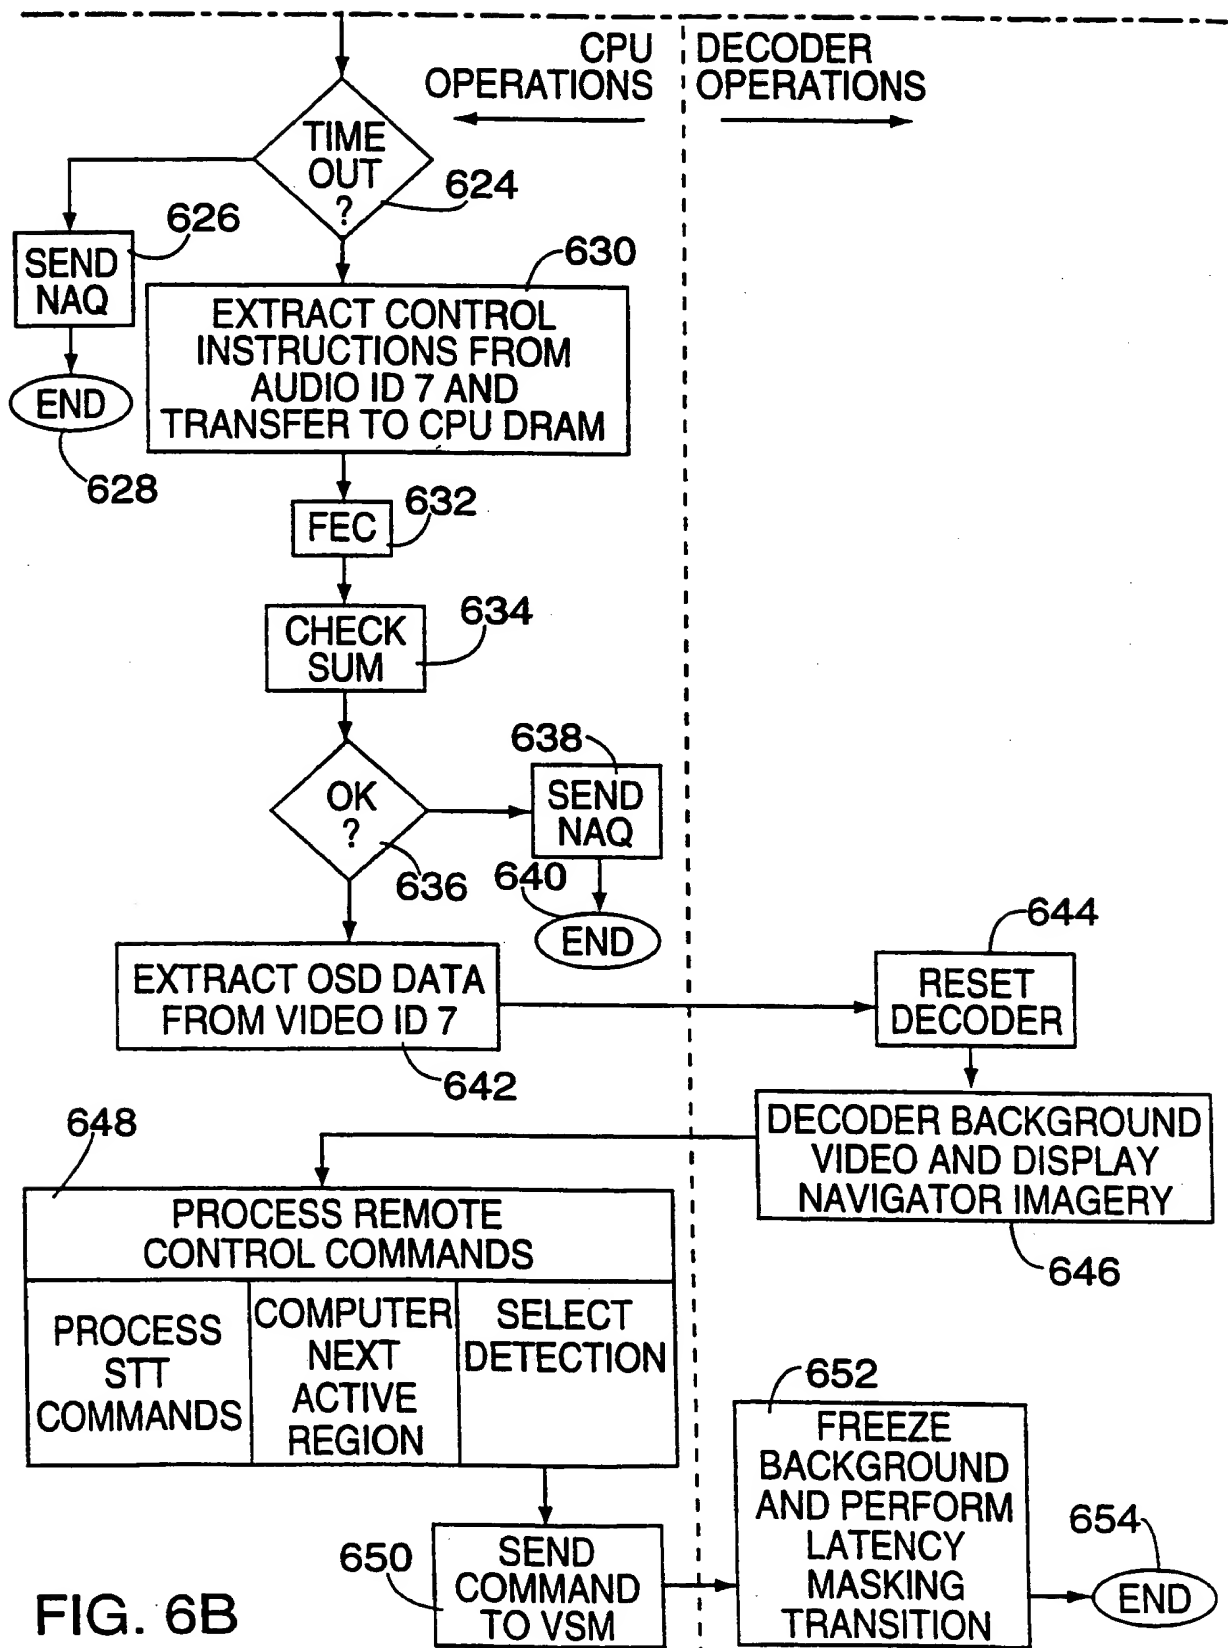 CPU
OPERATIONS
DECODER
OPERATIONS
TIME
OUT
?
624
626
SEND
NAQ
END
628
630
EXTRACT CONTROL
INSTRUCTIONS FROM
AUDIO ID 7 AND
TRANSFER TO CPU DRAM
632
FEC
634
CHECK
SUM
OK
?
636
638
SEND
NAQ
640
END
EXTRACT OSD DATA
FROM VIDEO ID 7
642
644
RESET
DECODER
DECODER BACKGROUND
VIDEO AND DISPLAY
NAVIGATOR IMAGERY
646
648
PROCESS REMOTE
CONTROL COMMANDS
PROCESS
STT
COMMANDS
COMPUTER
NEXT
ACTIVE
REGION
SELECT
DETECTION
650
SEND
COMMAND
TO VSM
652
FREEZE
BACKGROUND
AND PERFORM
LATENCY
MASKING
TRANSITION
654
END
FIG. 6B